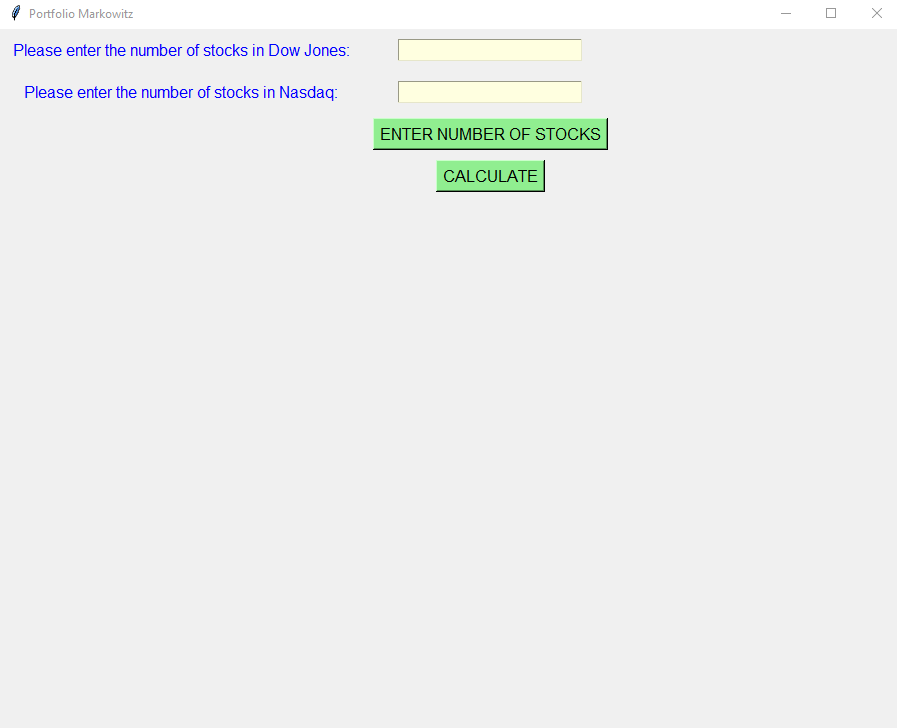 Portfolio Markowitz
Please enter the number of stocks in Dow Jones:
Please enter the number of stocks in Nasdaq:
ENTER NUMBER OF STOCKS
CALCULATE